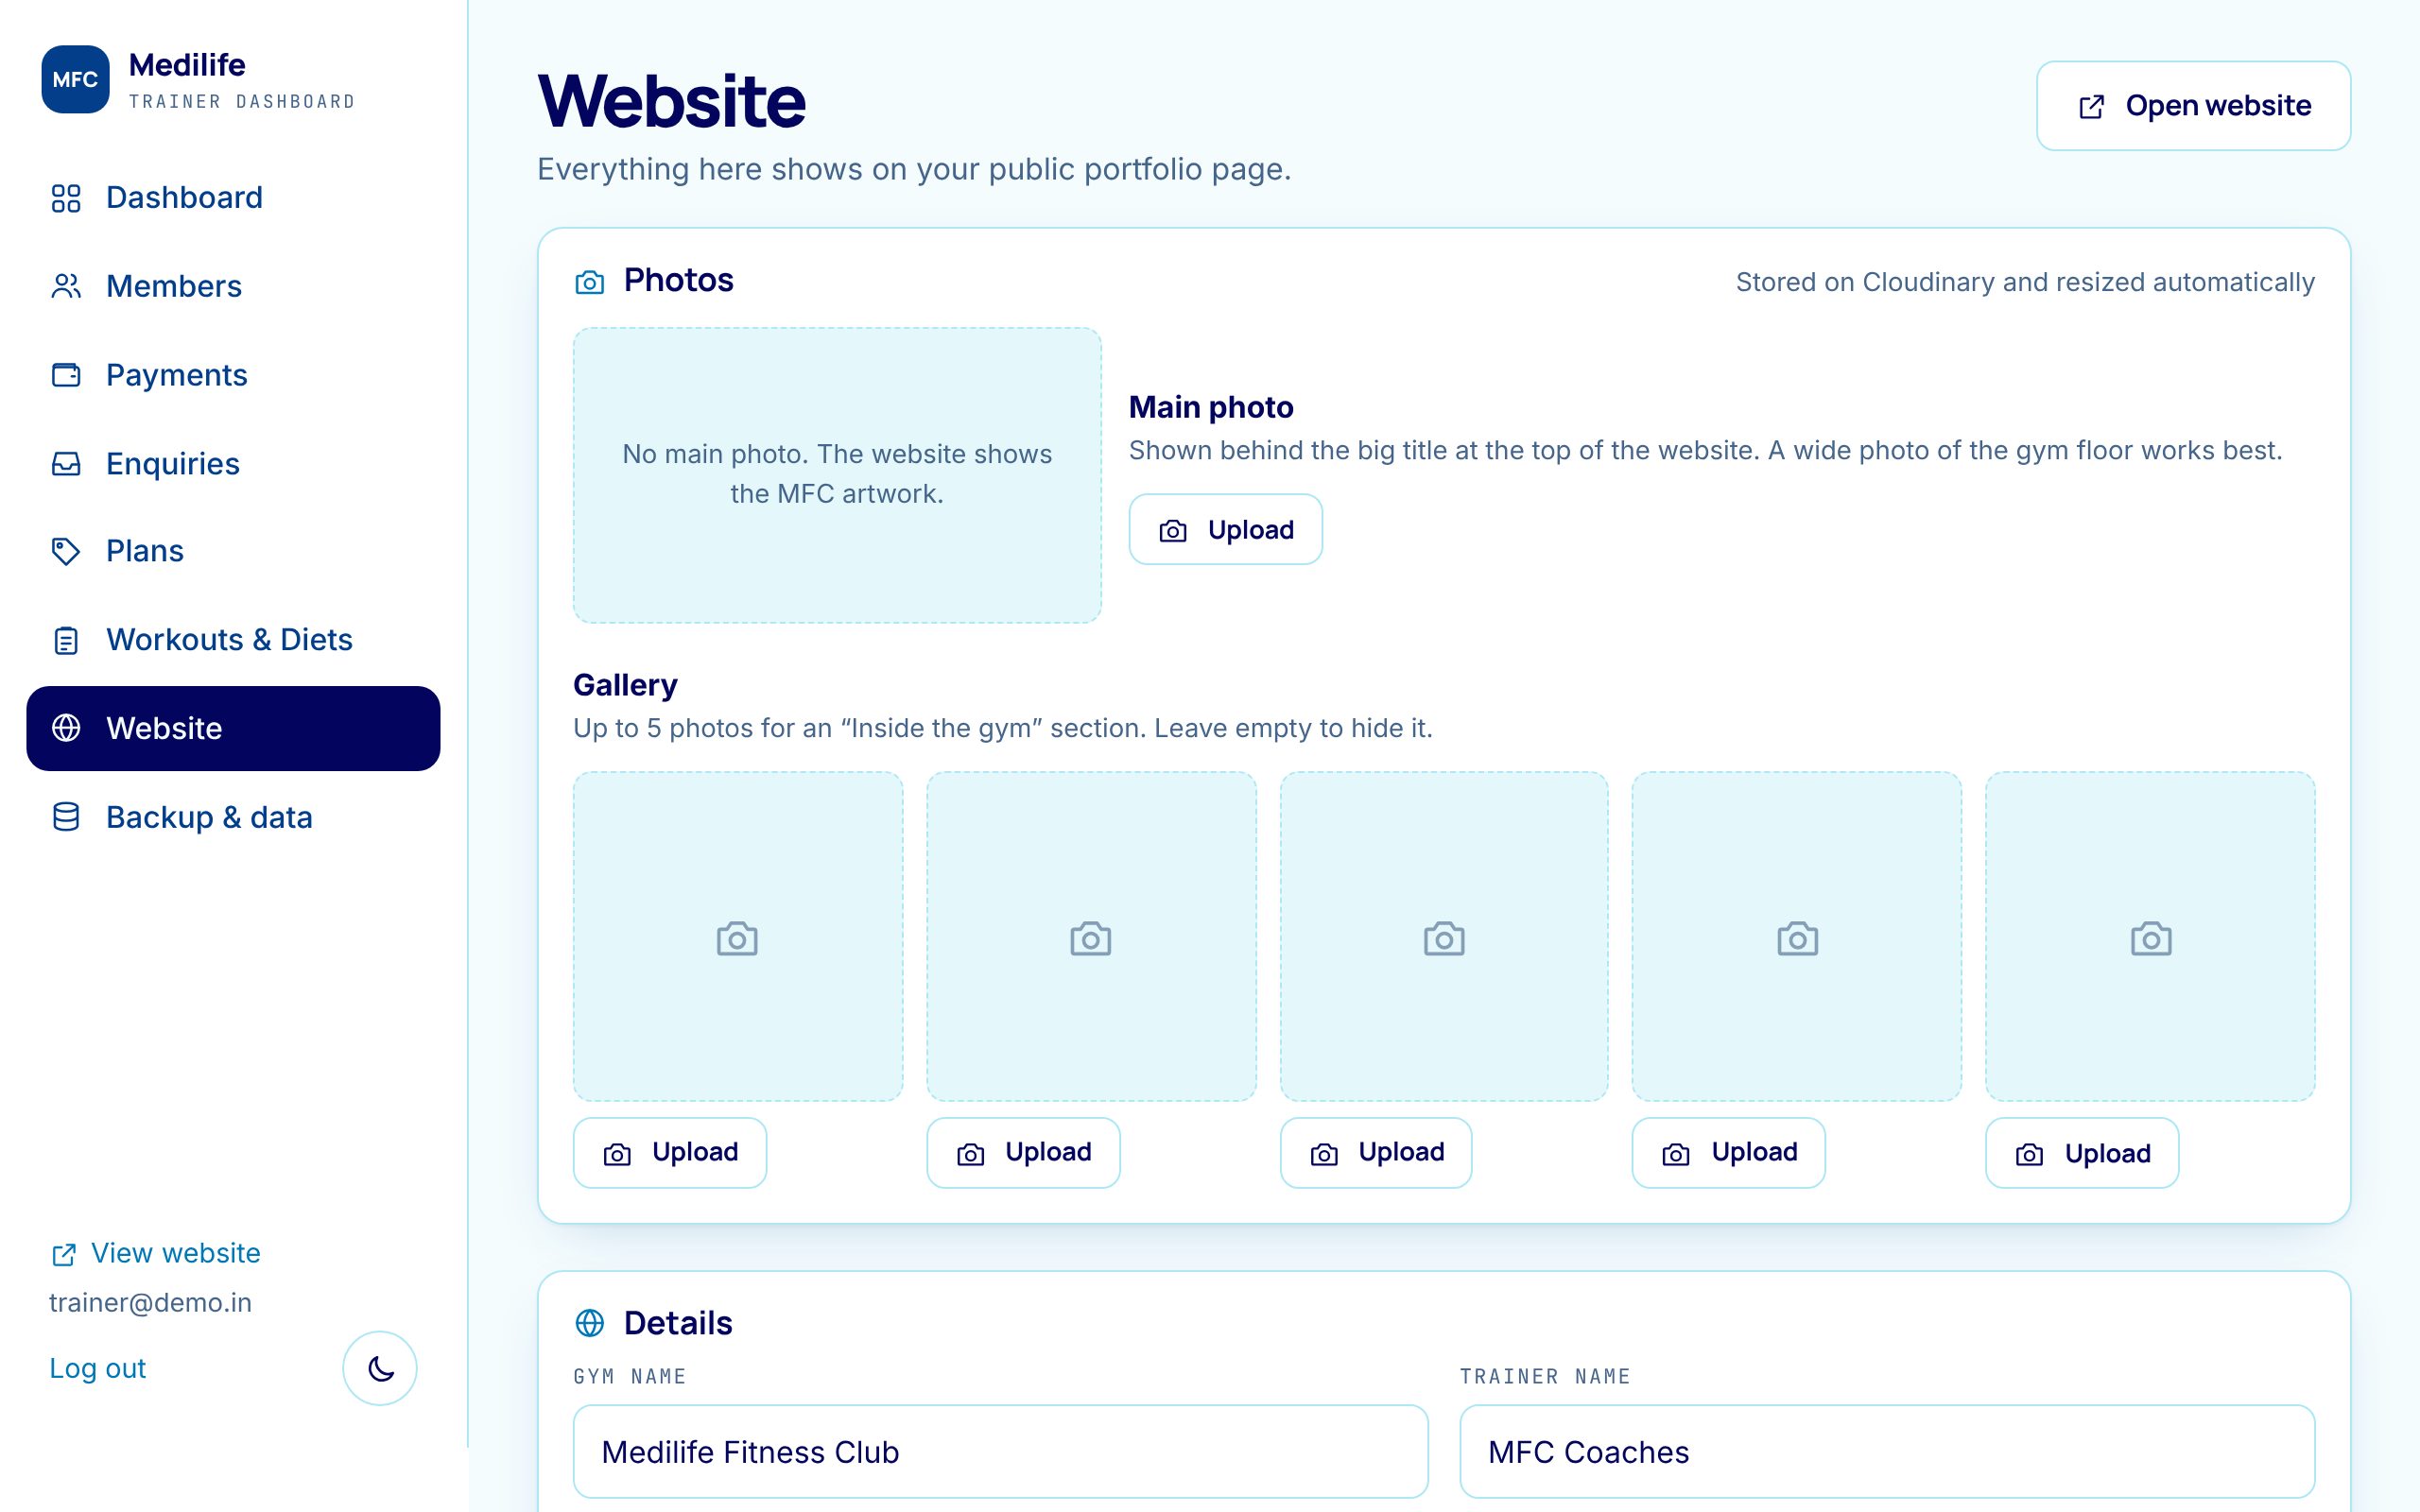 MFC
Medilife
TRAINER DASHBOARD
Dashboard
Members
Payments
Enquiries
Plans
Workouts & Diets
Website
Backup & data
View website
trainer@demo.in
Log out
Website
Everything here shows on your public portfolio page.
Open website
Photos
Stored on Cloudinary and resized automatically
No main photo. The website shows
the MFC artwork.
Main photo
Shown behind the big title at the top of the website. A wide photo of the gym floor works best.
Upload
Gallery
Up to 5 photos for an “Inside the gym” section. Leave empty to hide it.
Upload
Upload
Upload
Upload
Upload
Details
GYM NAME
TRAINER NAME
Medilife Fitness Club
MFC Coaches